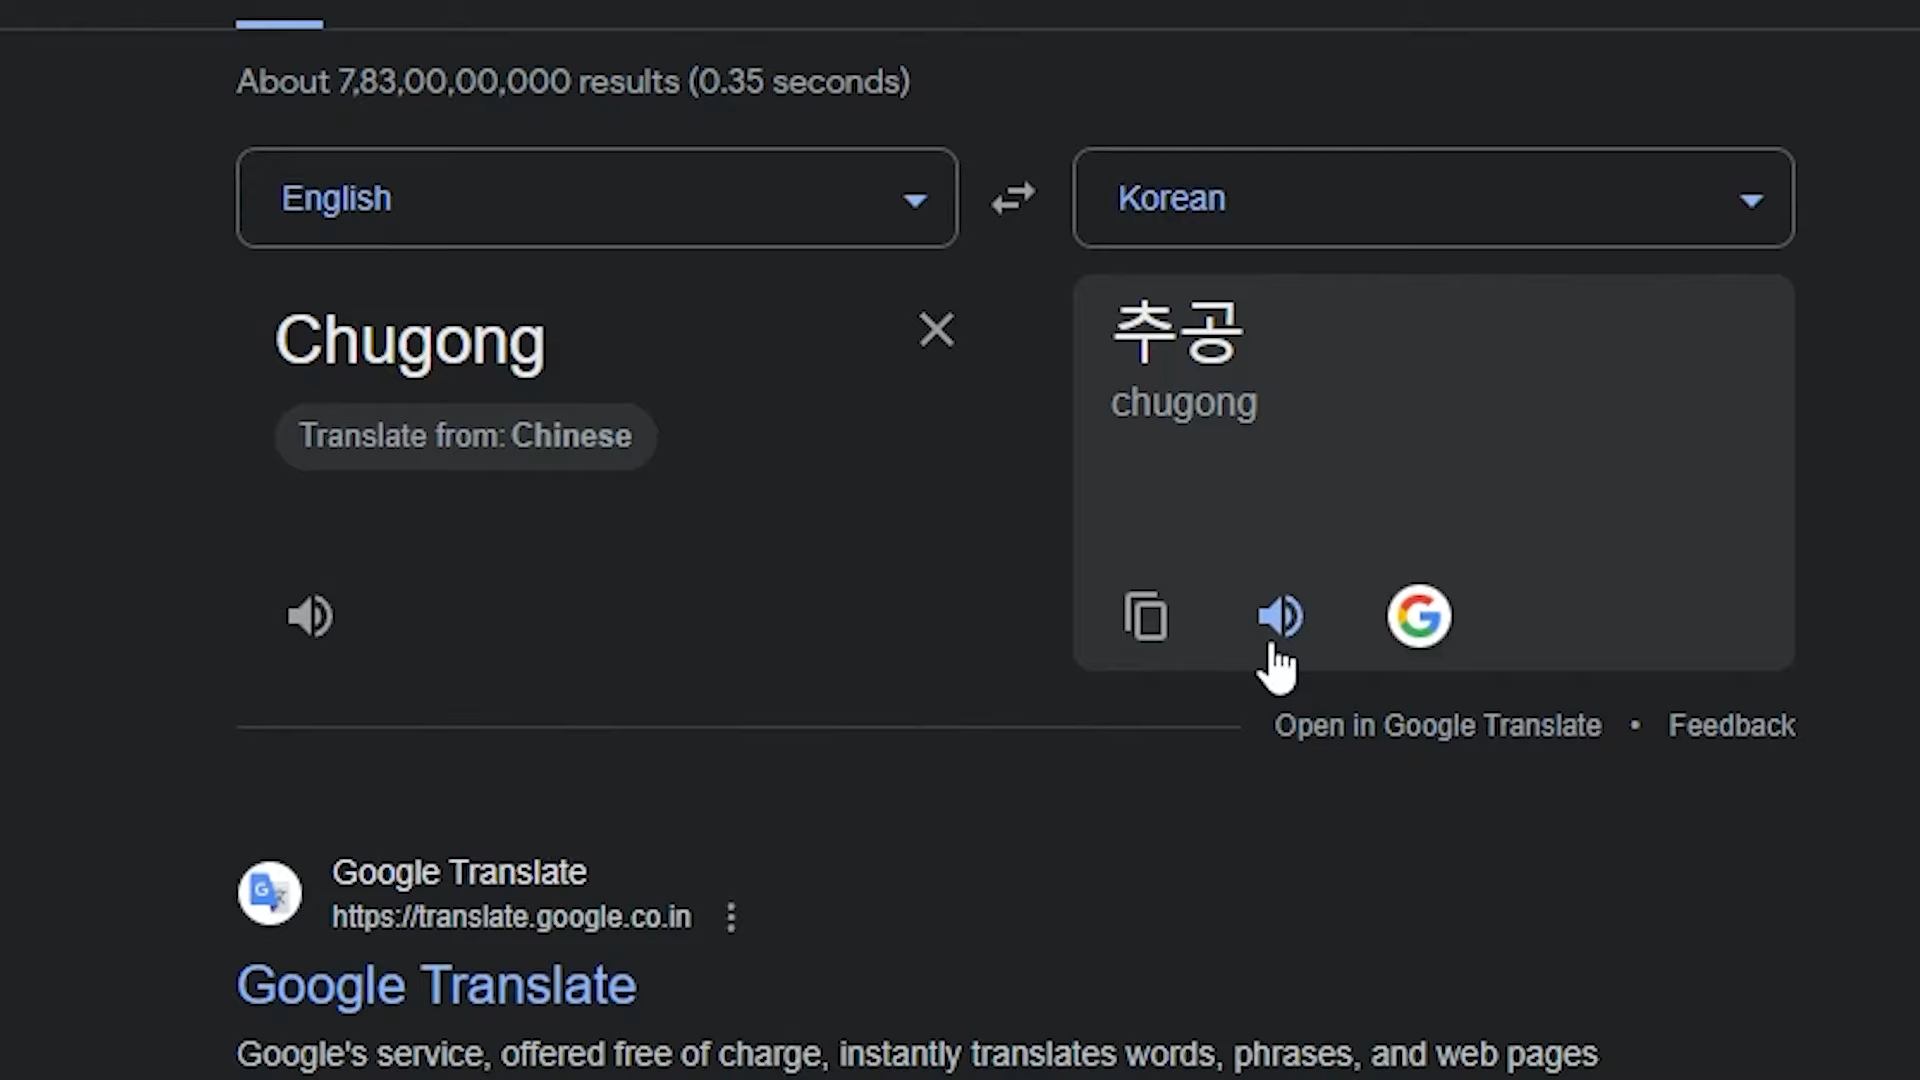 About 7,83,00,00,000 results (0.35 seconds)
English
Korean
Chugong
추공
chugong
Translate from: Chinese
Open in Google Translate • Feedback
Google Translate
https://translate.google.co.in
Google Translate
Google's service, offered free of charge, instantly translates words, phrases, and web pages